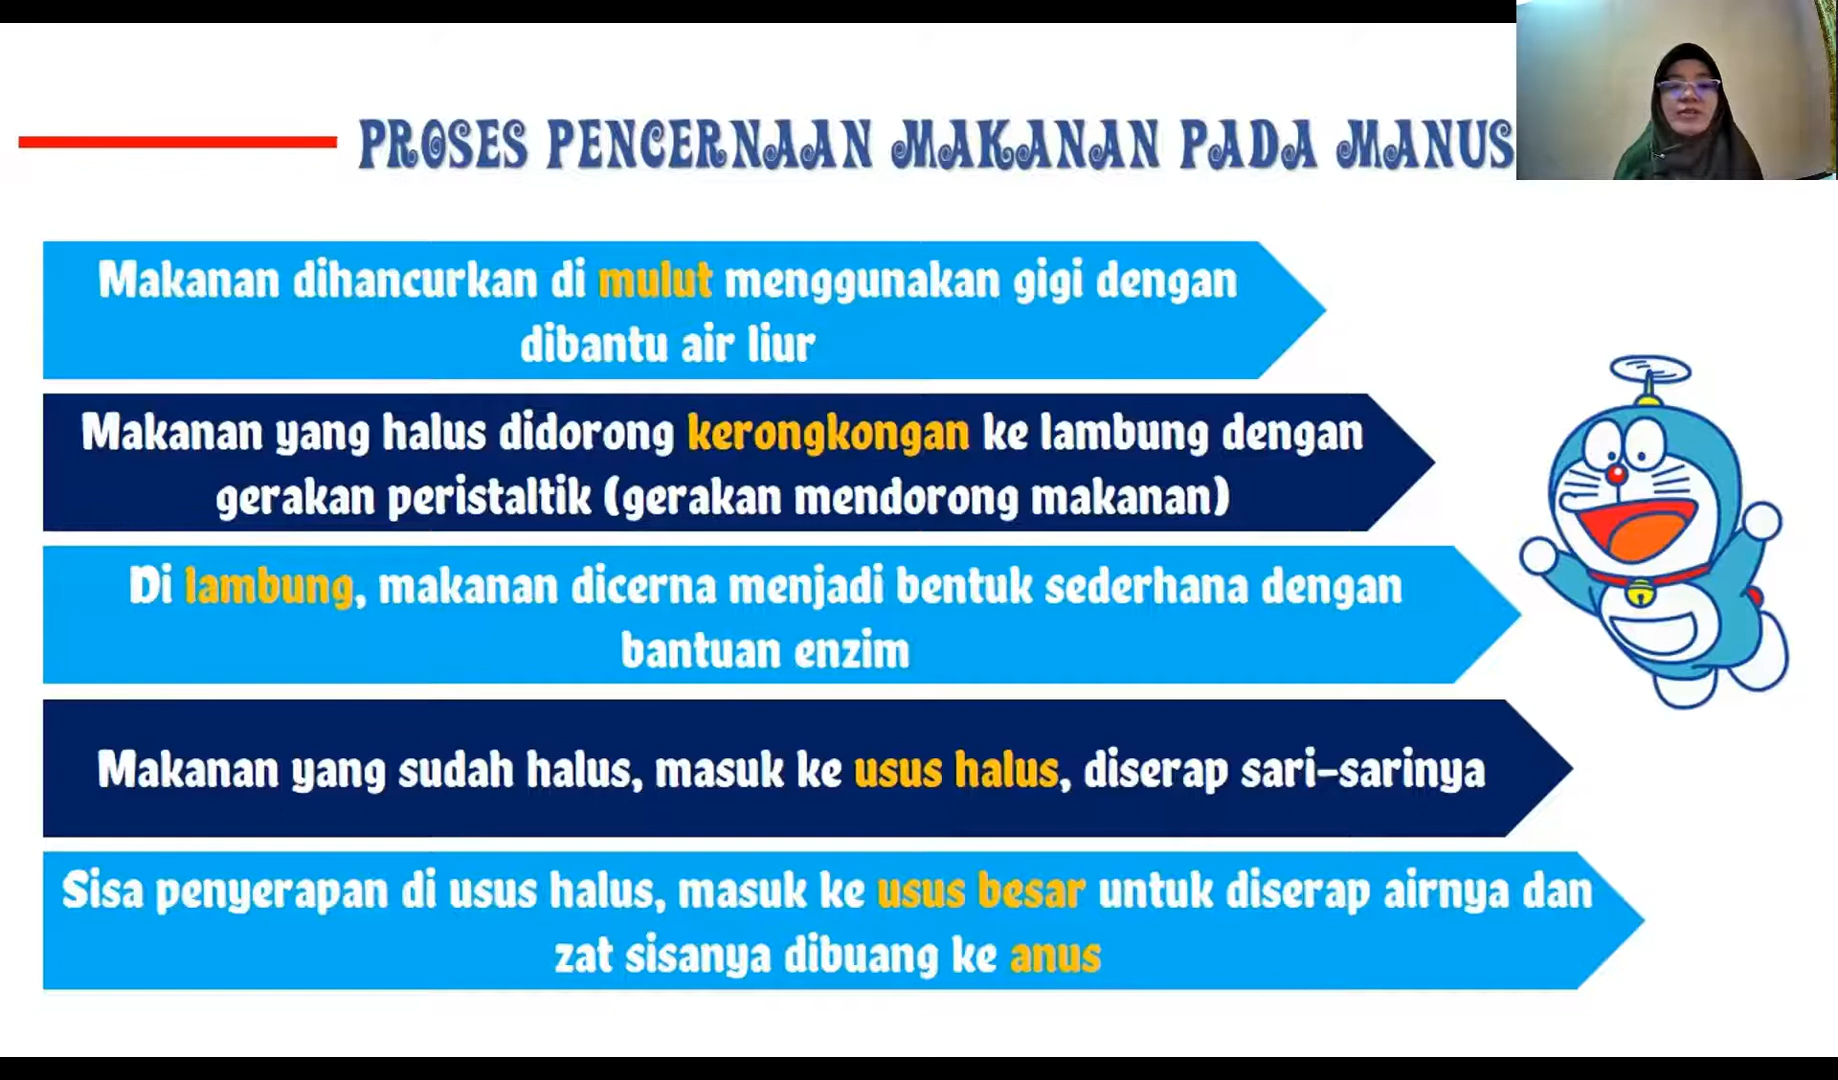 PROSES PENCERNAAN MAKANAN PADA MANUS
Makanan dihancurkan di mulut menggunakan gigi dengan
dibantu air liur
Makanan yang halus didorong kerongkongan ke lambung dengan
gerakan peristaltik (gerakan mendorong makanan)
Di lambung, makanan dicerna menjadi bentuk sederhana dengan
bantuan enzim
Makanan yang sudah halus, masuk ke usus halus, diserap sari-sarinya
Sisa penyerapan di usus halus, masuk ke usus besar untuk diserap airnya dan
zat sisanya dibuang ke anus